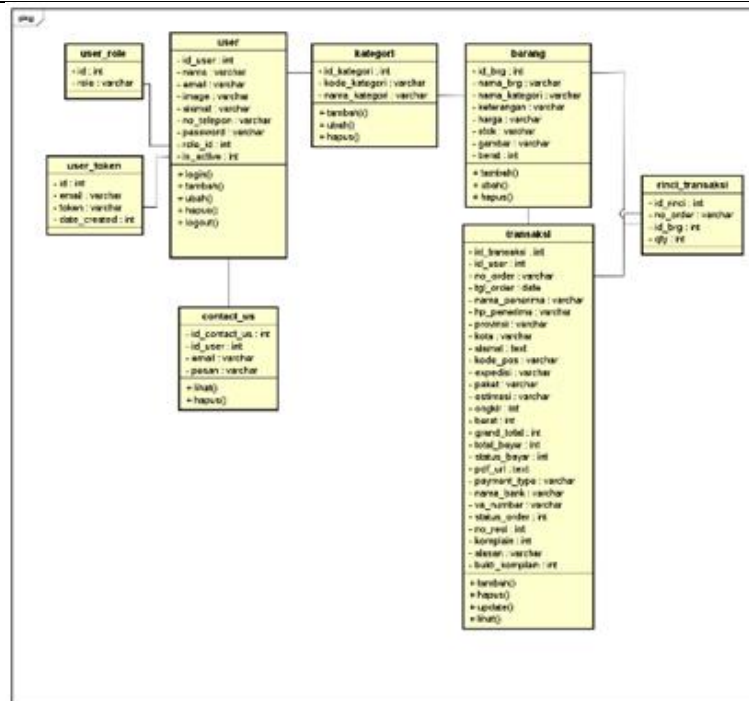 pkg
user_role
- id : int
- role : varchar
user_token
- id : int
- email : varchar
- token : varchar
- date_created : int
user
- id_user : int
- nama : varchar
- email : varchar
- image : varchar
- alamat : varchar
- no_telepon : varchar
- password : varchar
- role_id : int
- is_active : int
+ login()
+ tambah()
+ ubah()
+ hapus()
+ logout()
contact_us
- id_contact_us : int
- id_user : int
- email : varchar
- pesan : varchar
+ lihat()
+ hapus()
kategori
- id_kategori : int
- kode_kategori : varchar
- nama_kategori : varchar
+ tambah()
+ ubah()
+ hapus()
barang
- id_brg : int
- nama_brg : varchar
- nama_kategori : varchar
- keterangan : varchar
- harga : varchar
- stok : varchar
- gambar : varchar
- berat : int
+ tambah()
+ ubah()
+ hapus()
transaksi
- id_transaksi : int
- id_user : int
- no_order : varchar
- tgl_order : date
- nama_penerima : varchar
- hp_penerima : varchar
- provinsi : varchar
- kota : varchar
- alamat : text
- kode_pos : varchar
- expedisi : varchar
- paket : varchar
- estimasi : varchar
- ongkir : int
- berat : int
- grand_total : int
- total_bayar : int
- status_bayar : int
- pdf_url : text
- payment_type : varchar
- nama_bank : varchar
- va_number : varchar
- status_order : int
- no_resi : int
- komplain : int
- alasan : varchar
- bukti_komplain : int
+ tambah()
+ hapus()
+ update()
+ lihat()
rinci_transaksi
- id_rinci : int
- no_order : varchar
- id_brg : int
- qty : int